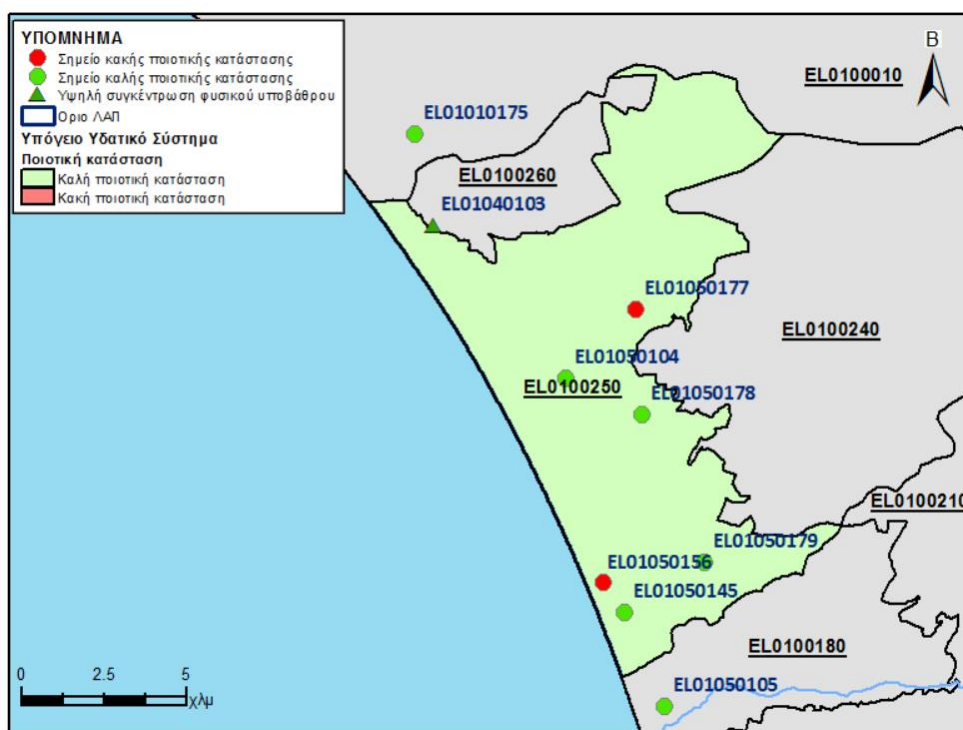 ΥΠΟΜΝΗΜΑ
Σημείο κακής ποιοτικής κατάστασης
Σημείο καλής ποιοτικής κατάστασης
Υψηλή συγκέντρωση φυσικού υποβάθρου
Οριο ΛΑΠ
Υπόγειο Υδατικό Σύστημα
Ποιοτική κατάσταση
Καλή ποιοτική κατάσταση
Κακή ποιοτική κατάσταση
Β
EL0100010
EL01010175
EL0100260
EL01040103
EL01050177
EL0100240
EL01050104
EL0100250
EL01050178
EL0100210
EL01050179
EL01050156
EL01050145
EL0100180
EL01050105
0 2.5 5
χλμ